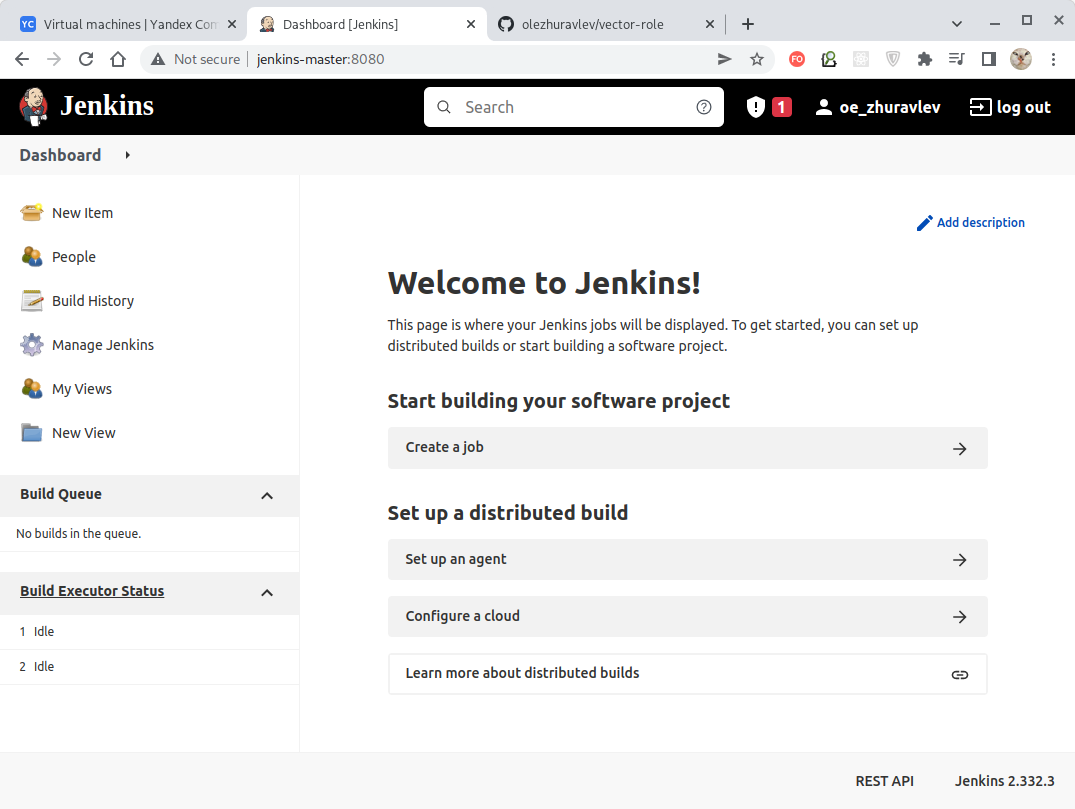 YC Virtual machines | Yandex Com
Dashboard [Jenkins]
olezhuravlev/vector-role
Not secure
jenkins-master:8080
FO
Jenkins
Search
1
oe_zhuravlev
log out
Dashboard
New Item
People
Build History
Manage Jenkins
My Views
New View
Build Queue
No builds in the queue.
Build Executor Status
1 Idle
2 Idle
Add description
Welcome to Jenkins!
This page is where your Jenkins jobs will be displayed. To get started, you can set up
distributed builds or start building a software project.
Start building your software project
Create a job
Set up a distributed build
Set up an agent
Configure a cloud
Learn more about distributed builds
REST API
Jenkins 2.332.3